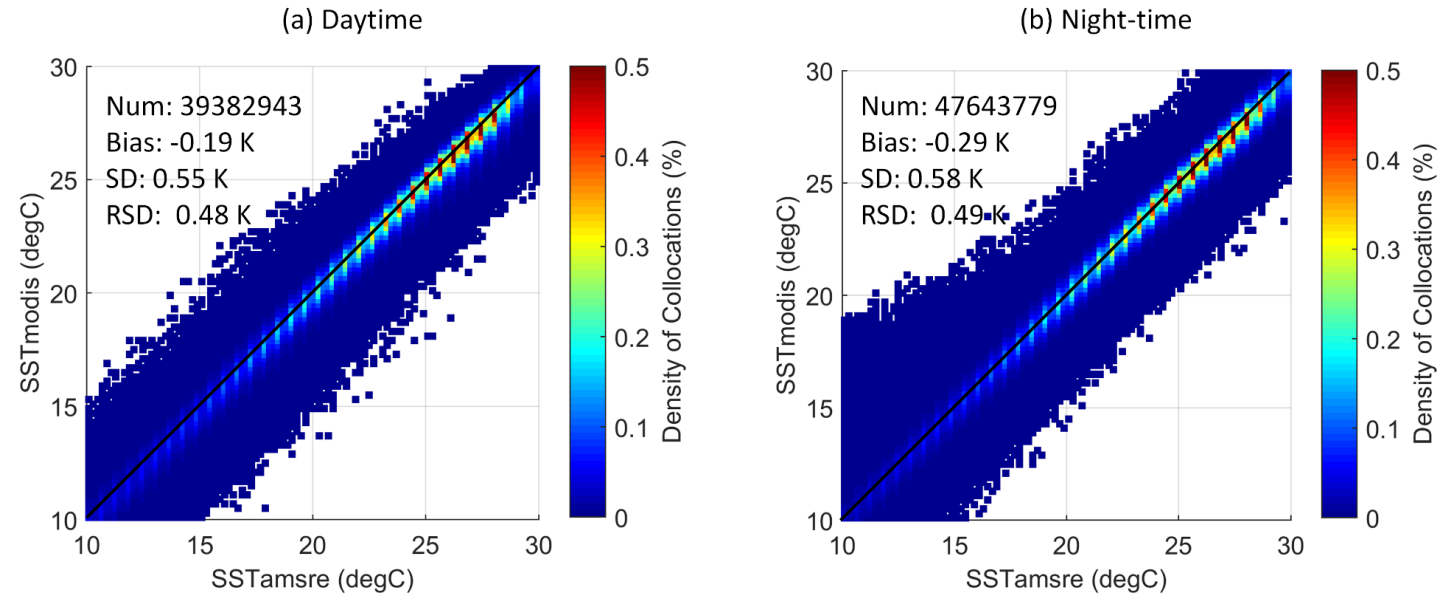 (a) Daytime
30
25
20
15
10
10
15
20
25
30
SSTmodis (degC)
SSTamsre (degC)
Num: 39382943
Bias: -0.19 K
SD: 0.55 K
RSD: 0.48 K
0.5
0.4
0.3
0.2
0.1
0
Density of Collocations (%)
(b) Night-time
30
25
20
15
10
10
15
20
25
30
SSTmodis (degC)
SSTamsre (degC)
Num: 47643779
Bias: -0.29 K
SD: 0.58 K
RSD: 0.49 K
0.5
0.4
0.3
0.2
0.1
0
Density of Collocations (%)